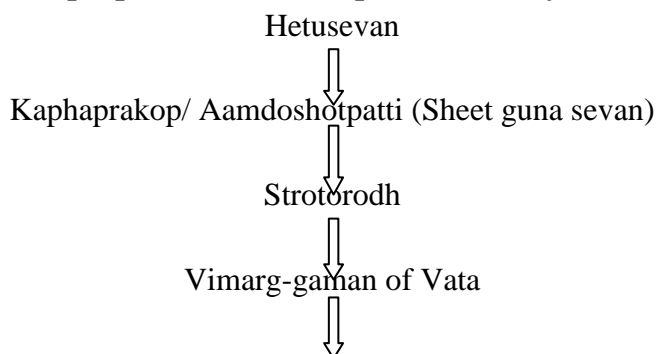 Hetusevan
Kaphaprakop/ Aamdoshotpatti (Sheet guna sevan)
Strotorodh
Vimarg-gaman of Vata